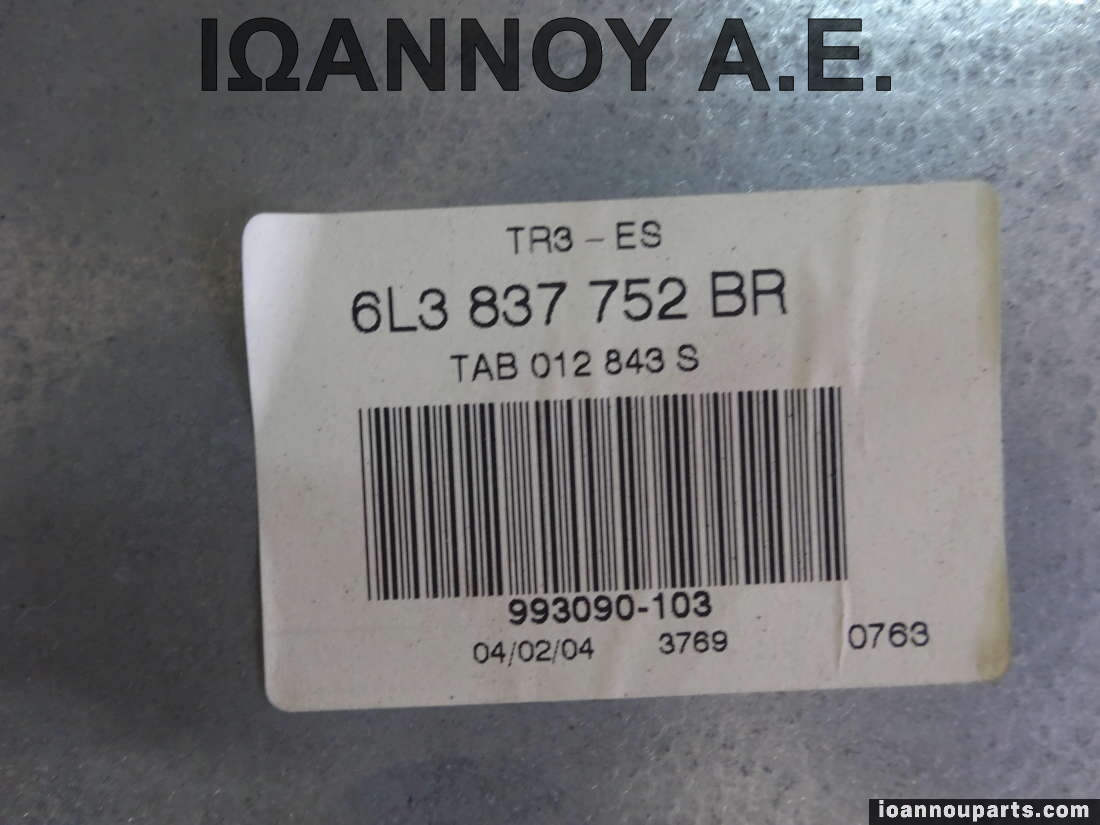 ΙΩΑΝΝΟΥ Α.Ε.
TR3 - ES
6L3 837 752 BR
TAB 012 843 S
993090-103
04/02/04 3769 0763
ioannouparts.com